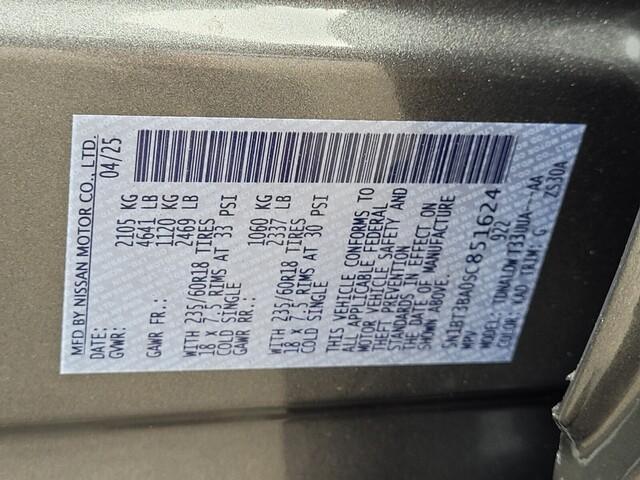 MFD BY NISSAN MOTOR CO., LTD.
DATE: 04/25
GVWR: 2105 KG
4641 LB
GAWR FR.: 1120 KG
2469 LB
WITH 235/60R18 TIRES
18 x 7.5 RIMS AT 33 PSI
COLD SINGLE
GAWR RR.: 1060 KG
2337 LB
WITH 235/60R18 TIRES
18 x 7.5 RIMS AT 30 PSI
COLD SINGLE
THIS VEHICLE CONFORMS TO
ALL APPLICABLE FEDERAL
MOTOR VEHICLE SAFETY AND
THEFT PREVENTION
STANDARDS IN EFFECT ON
THE DATE OF MANUFACTURE
SHOWN ABOVE.
5N1BT3BA0SC851624
MPV 922
MODEL:
COLOR: KAD TRIM: G ZS30A